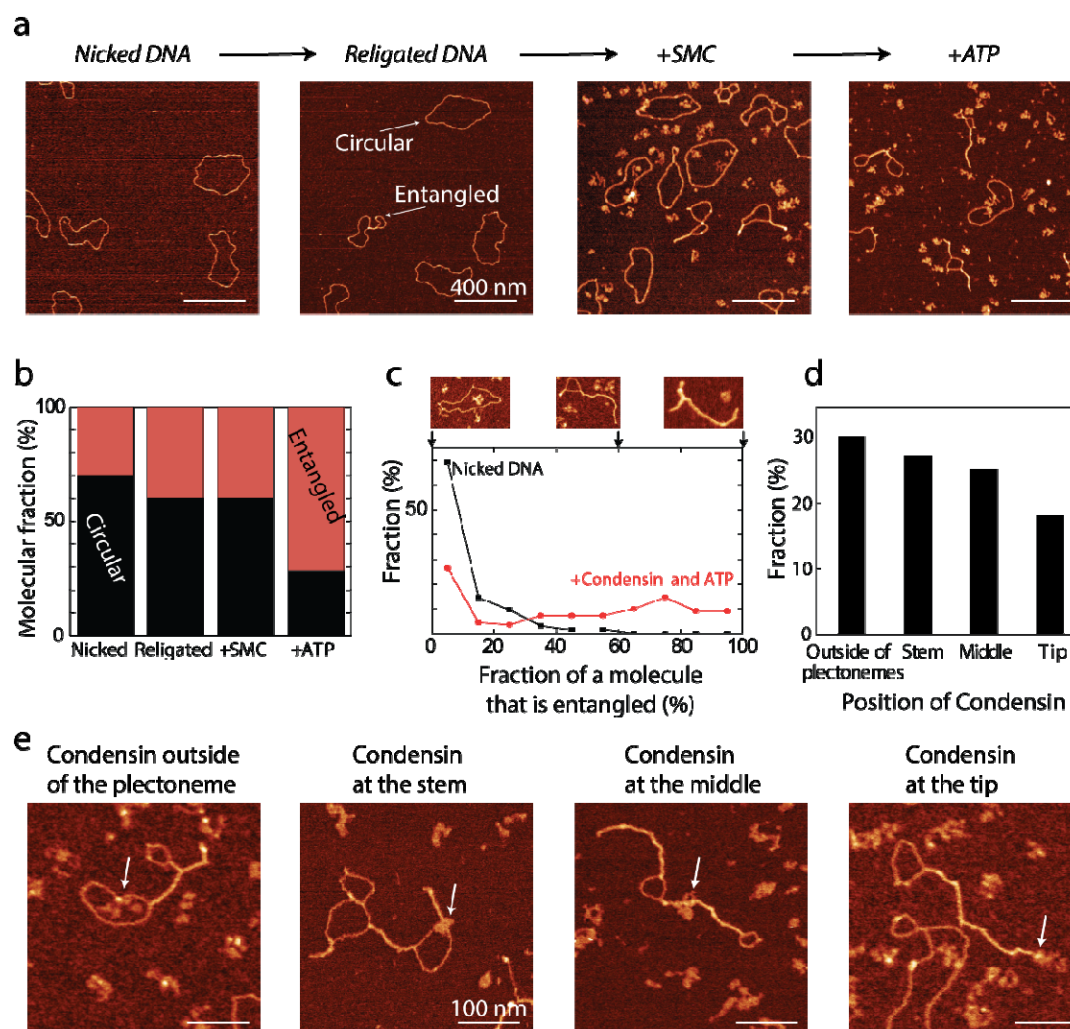 a
Nicked DNA
Religated DNA
+SMC
+ATP
Circular
Entangled
400 nm
b
Molecular fraction (%)
100
50
0
Circular
Entangled
Nicked
Religated
+SMC
+ATP
c
Fraction (%)
50
Nicked DNA
+Condensin and ATP
0
20
40
60
80
100
Fraction of a molecule
that is entangled (%)
d
Fraction (%)
30
20
10
0
Outside of
plectonemes
Stem
Middle
Tip
Position of Condensin
e
Condensin outside
of the plectoneme
Condensin
at the stem
Condensin
at the middle
Condensin
at the tip
100 nm